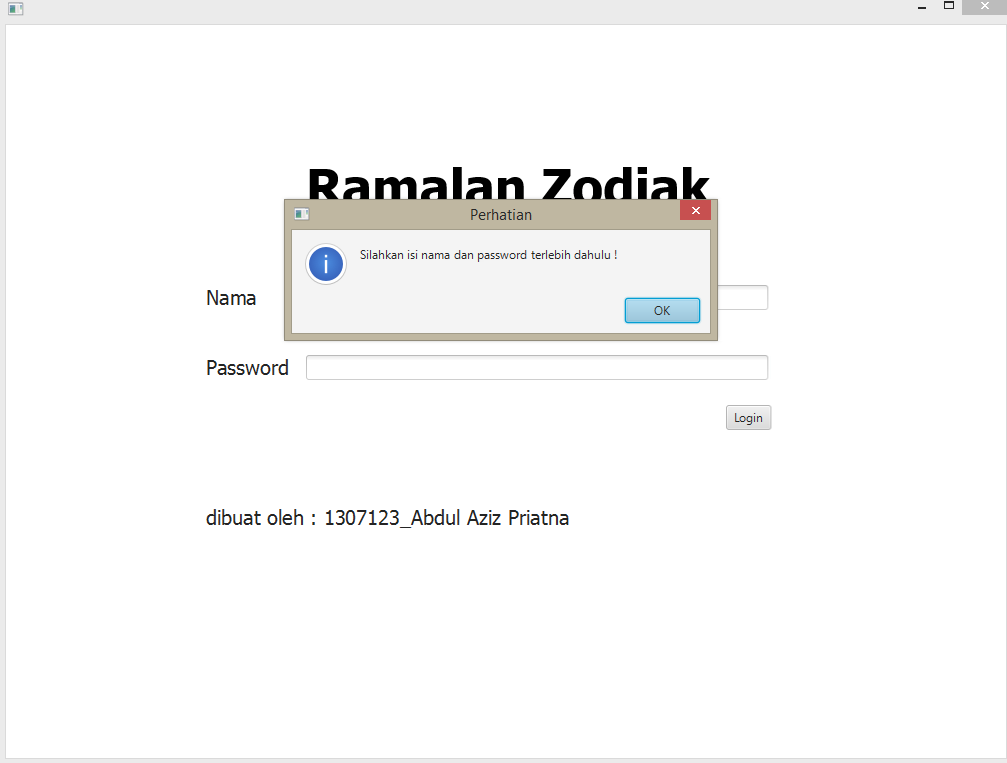 Ramalan Zodiak
Perhatian
Silahkan isi nama dan password terlebih dahulu !
OK
Nama
Password
Login
dibuat oleh : 1307123_Abdul Aziz Priatna